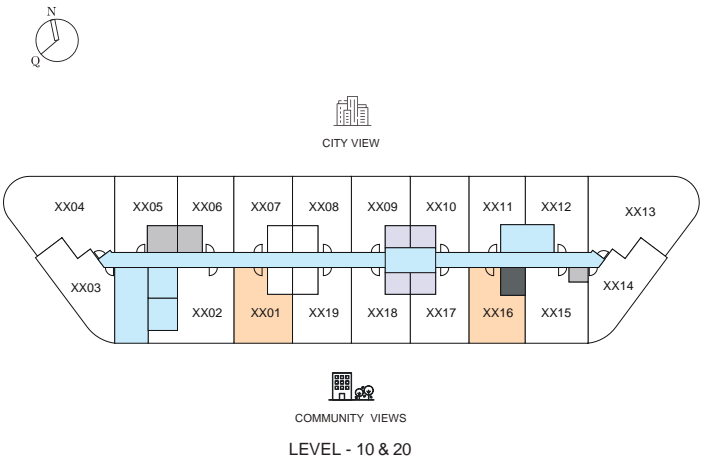 N
Q
CITY VIEW
XX04
XX05
XX06
XX07
XX08
XX09
XX10
XX11
XX12
XX13
XX03
XX02
XX01
XX19
XX18
XX17
XX16
XX15
XX14
COMMUNITY VIEWS
LEVEL - 10 & 20